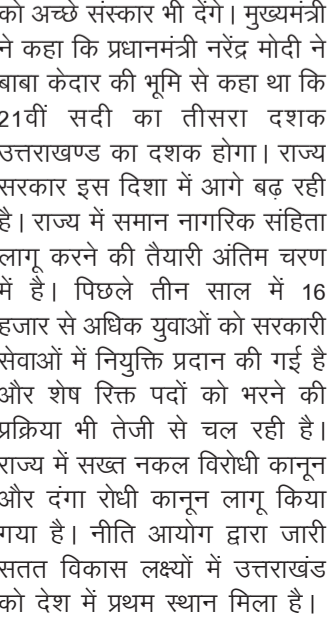 को अच्छे संस्कार भी देंगे। मुख्यमंत्री
ने कहा कि प्रधानमंत्री नरेंद्र मोदी ने
बाबा केदार की भूमि से कहा था कि
21वीं सदी का तीसरा दशक
उत्तराखण्ड का दशक होगा। राज्य
सरकार इस दिशा में आगे बढ़ रही
है। राज्य में समान नागरिक संहिता
लागू करने की तैयारी अंतिम चरण
में है। पिछले तीन साल में 16
हजार से अधिक युवाओं को सरकारी
सेवाओं में नियुक्ति प्रदान की गई है
और शेष रिक्त पदों को भरने की
प्रक्रिया भी तेजी से चल रही है।
राज्य में सख्त नकल विरोधी कानून
और दंगा रोधी कानून लागू किया
गया है। नीति आयोग द्वारा जारी
सतत विकास लक्ष्यों में उत्तराखंड
को देश में प्रथम स्थान मिला है।